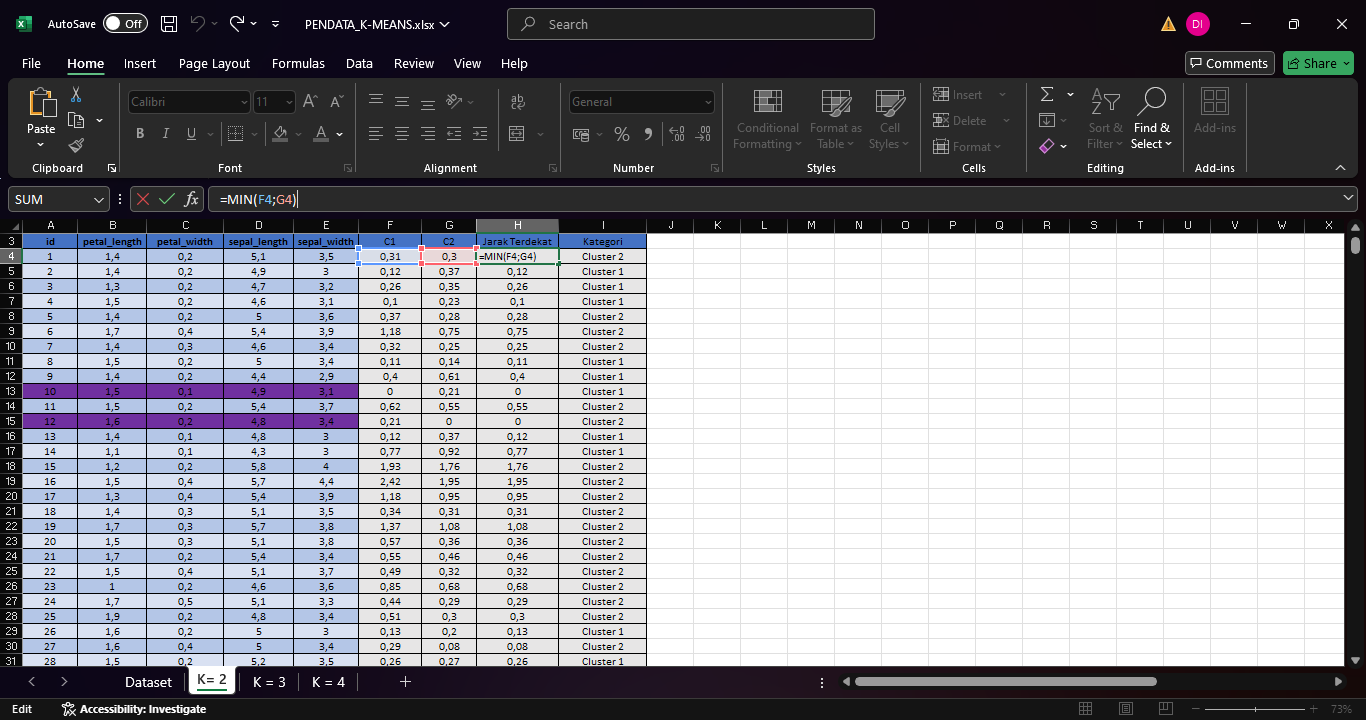 AutoSave Off PENDATA_K-MEANS.xlsx Search DI
File Home Insert Page Layout Formulas Data Review View Help Comments Share
Paste Calibri 11 A A ab General Conditional Formatting Format as Table Cell Styles Insert Delete Format Sort & Filter Find & Select Add-ins
B I U A % 9
Clipboard Font Alignment Number Styles Cells Editing Add-ins
SUM fx =MIN(F4;G4)
A B C D E F G H I J K L M N O P Q R S T U V W X
3 id petal_length petal_width sepal_length sepal_width C1 C2 Jarak Terdekat Kategori
4 1 1,4 0,2 5,1 3,5 0,31 0,3 =MIN(F4;G4) Cluster 2
5 2 1,4 0,2 4,9 3 0,12 0,37 0,12 Cluster 1
6 3 1,3 0,2 4,7 3,2 0,26 0,35 0,26 Cluster 1
7 4 1,5 0,2 4,6 3,1 0,1 0,23 0,1 Cluster 1
8 5 1,4 0,2 5 3,6 0,37 0,28 0,28 Cluster 2
9 6 1,7 0,4 5,4 3,9 1,18 0,75 0,75 Cluster 2
10 7 1,4 0,3 4,6 3,4 0,32 0,25 0,25 Cluster 2
11 8 1,5 0,2 5 3,4 0,11 0,14 0,11 Cluster 1
12 9 1,4 0,2 4,4 2,9 0,4 0,61 0,4 Cluster 1
13 10 1,5 0,1 4,9 3,1 0 0,21 0 Cluster 1
14 11 1,5 0,2 5,4 3,7 0,62 0,55 0,55 Cluster 2
15 12 1,6 0,2 4,8 3,4 0,21 0 0 Cluster 2
16 13 1,4 0,1 4,8 3 0,12 0,37 0,12 Cluster 1
17 14 1,1 0,1 4,3 3 0,77 0,92 0,77 Cluster 1
18 15 1,2 0,2 5,8 4 1,93 1,76 1,76 Cluster 2
19 16 1,5 0,4 5,7 4,4 2,42 1,95 1,95 Cluster 2
20 17 1,3 0,4 5,4 3,9 1,18 0,95 0,95 Cluster 2
21 18 1,4 0,3 5,1 3,5 0,34 0,31 0,31 Cluster 2
22 19 1,7 0,3 5,7 3,8 1,37 1,08 1,08 Cluster 2
23 20 1,5 0,3 5,1 3,8 0,57 0,36 0,36 Cluster 2
24 21 1,7 0,2 5,4 3,4 0,55 0,46 0,46 Cluster 2
25 22 1,5 0,4 5,1 3,7 0,49 0,32 0,32 Cluster 2
26 23 1 0,2 4,6 3,6 0,85 0,68 0,68 Cluster 2
27 24 1,7 0,5 5,1 3,3 0,44 0,29 0,29 Cluster 2
28 25 1,9 0,2 4,8 3,4 0,51 0,3 0,3 Cluster 2
29 26 1,6 0,2 5 3 0,13 0,2 0,13 Cluster 1
30 27 1,6 0,4 5 3,4 0,29 0,08 0,08 Cluster 2
31 28 1,5 0,2 5,2 3,5 0,26 0,27 0,26 Cluster 1
Dataset K= 2 K = 3 K = 4
Edit Accessibility: Investigate 73%